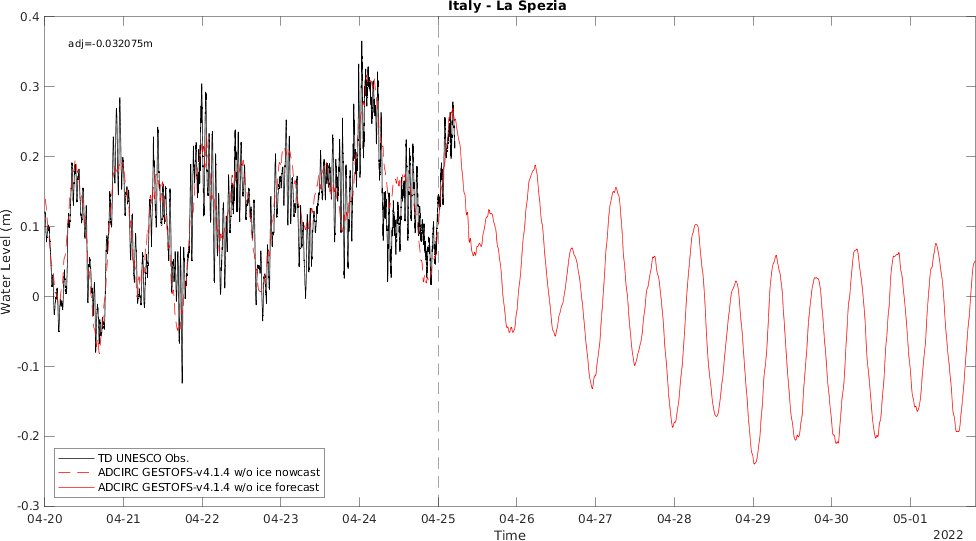 Italy - La Spezia
adj=-0.032075m
Water Level (m)
0.4
0.3
0.2
0.1
0
-0.1
-0.2
-0.3
TD UNESCO Obs.
ADCIRC GESTOFS-v4.1.4 w/o ice nowcast
ADCIRC GESTOFS-v4.1.4 w/o ice forecast
04-20 04-21 04-22 04-23 04-24 04-25 04-26 04-27 04-28 04-29 04-30 05-01
Time
2022